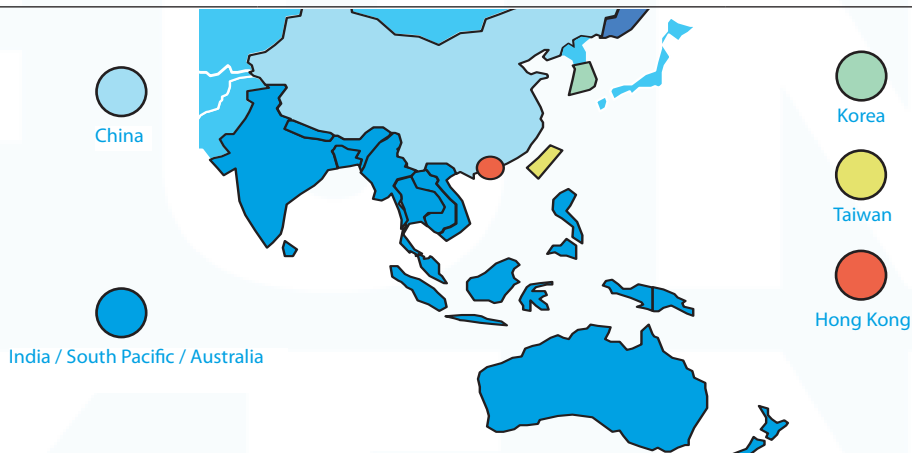 China
Korea
Taiwan
Hong Kong
India / South Pacific / Australia